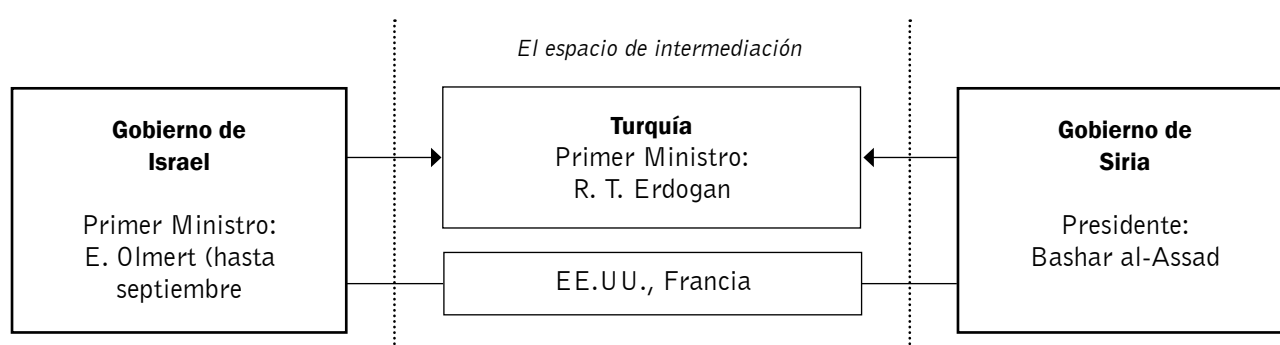 El espacio de intermediación
Gobierno de
Israel
Primer Ministro:
E. Olmert (hasta
septiembre
Turquía
Primer Ministro:
R. T. Erdogan
EE.UU., Francia
Gobierno de
Siria
Presidente:
Bashar al-Assad